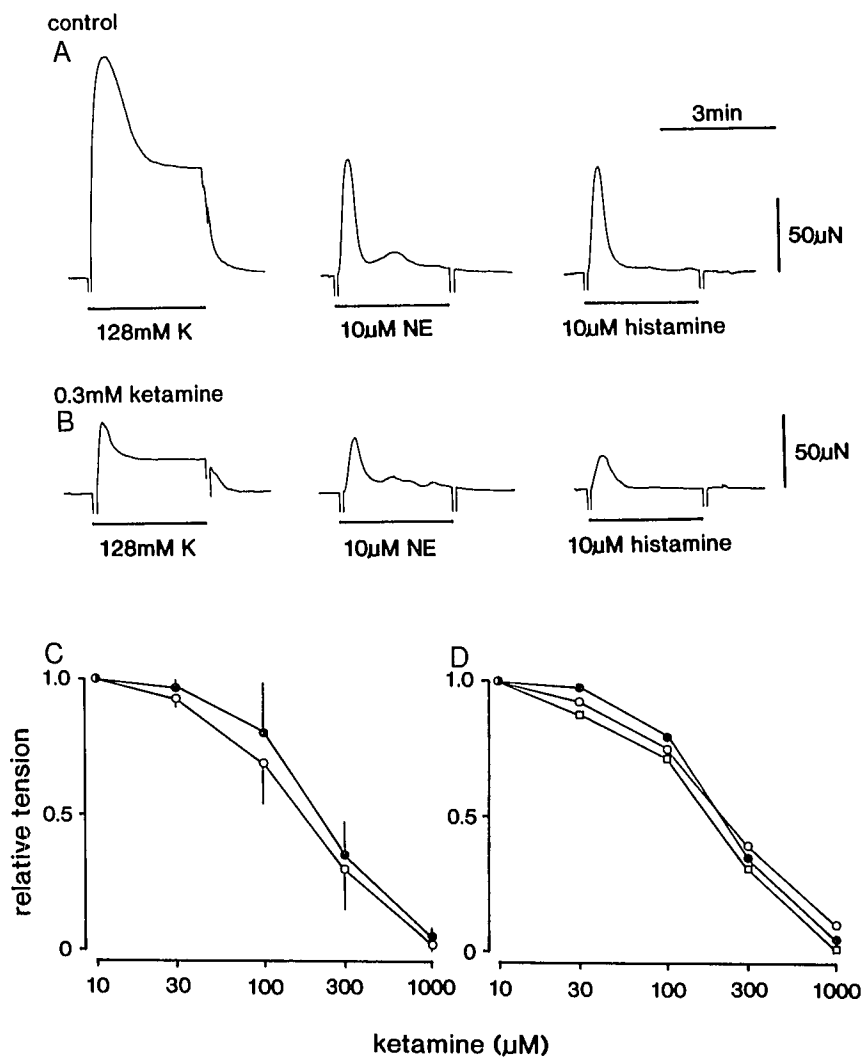 control
A
3min
50µN
128mM K
10µM NE
10µM histamine
0.3mM ketamine
B
50µN
128mM K
10µM NE
10µM histamine
C
D
1.0
1.0
0.5
0.5
0
0
relative tension
10 30 100 300 1000
10 30 100 300 1000
ketamine (µM)